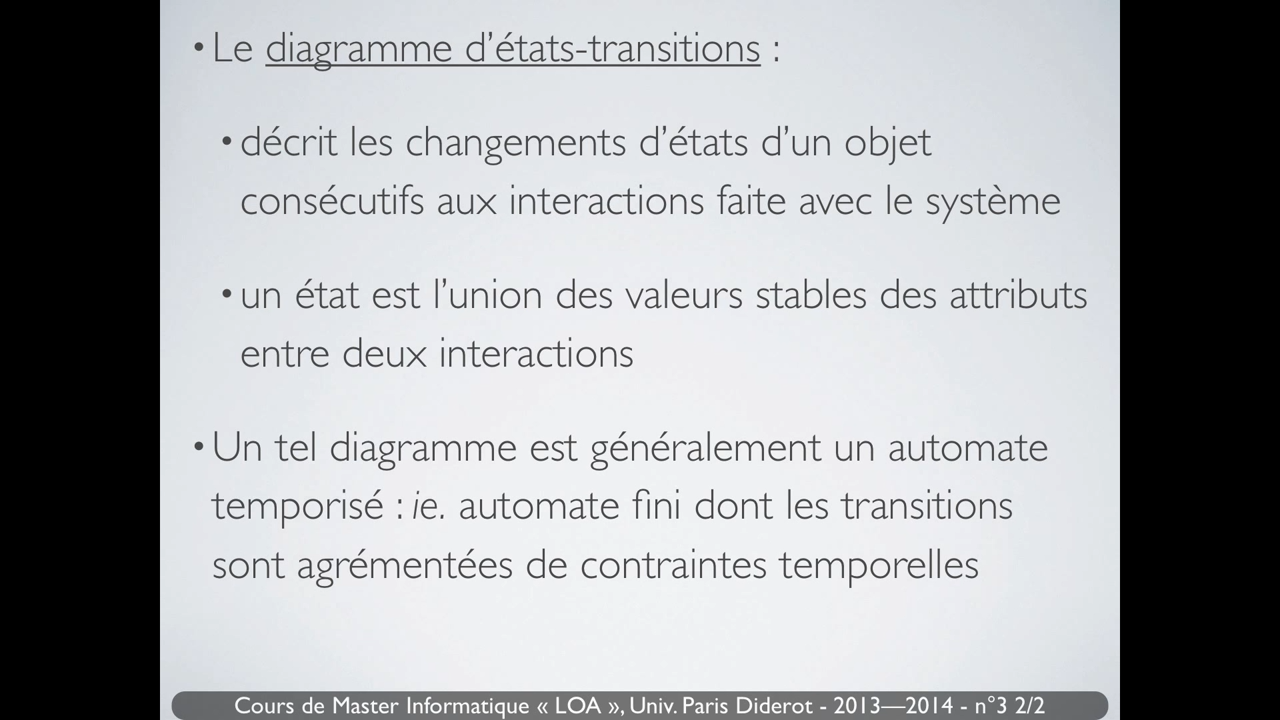 • Le diagramme d’états-transitions :
• décrit les changements d’états d’un objet
consécutifs aux interactions faite avec le système
• un état est l’union des valeurs stables des attributs
entre deux interactions
• Un tel diagramme est généralement un automate
temporisé : ie. automate fini dont les transitions
sont agrémentées de contraintes temporelles
Cours de Master Informatique « LOA », Univ. Paris Diderot - 2013—2014 - n°3 2/2